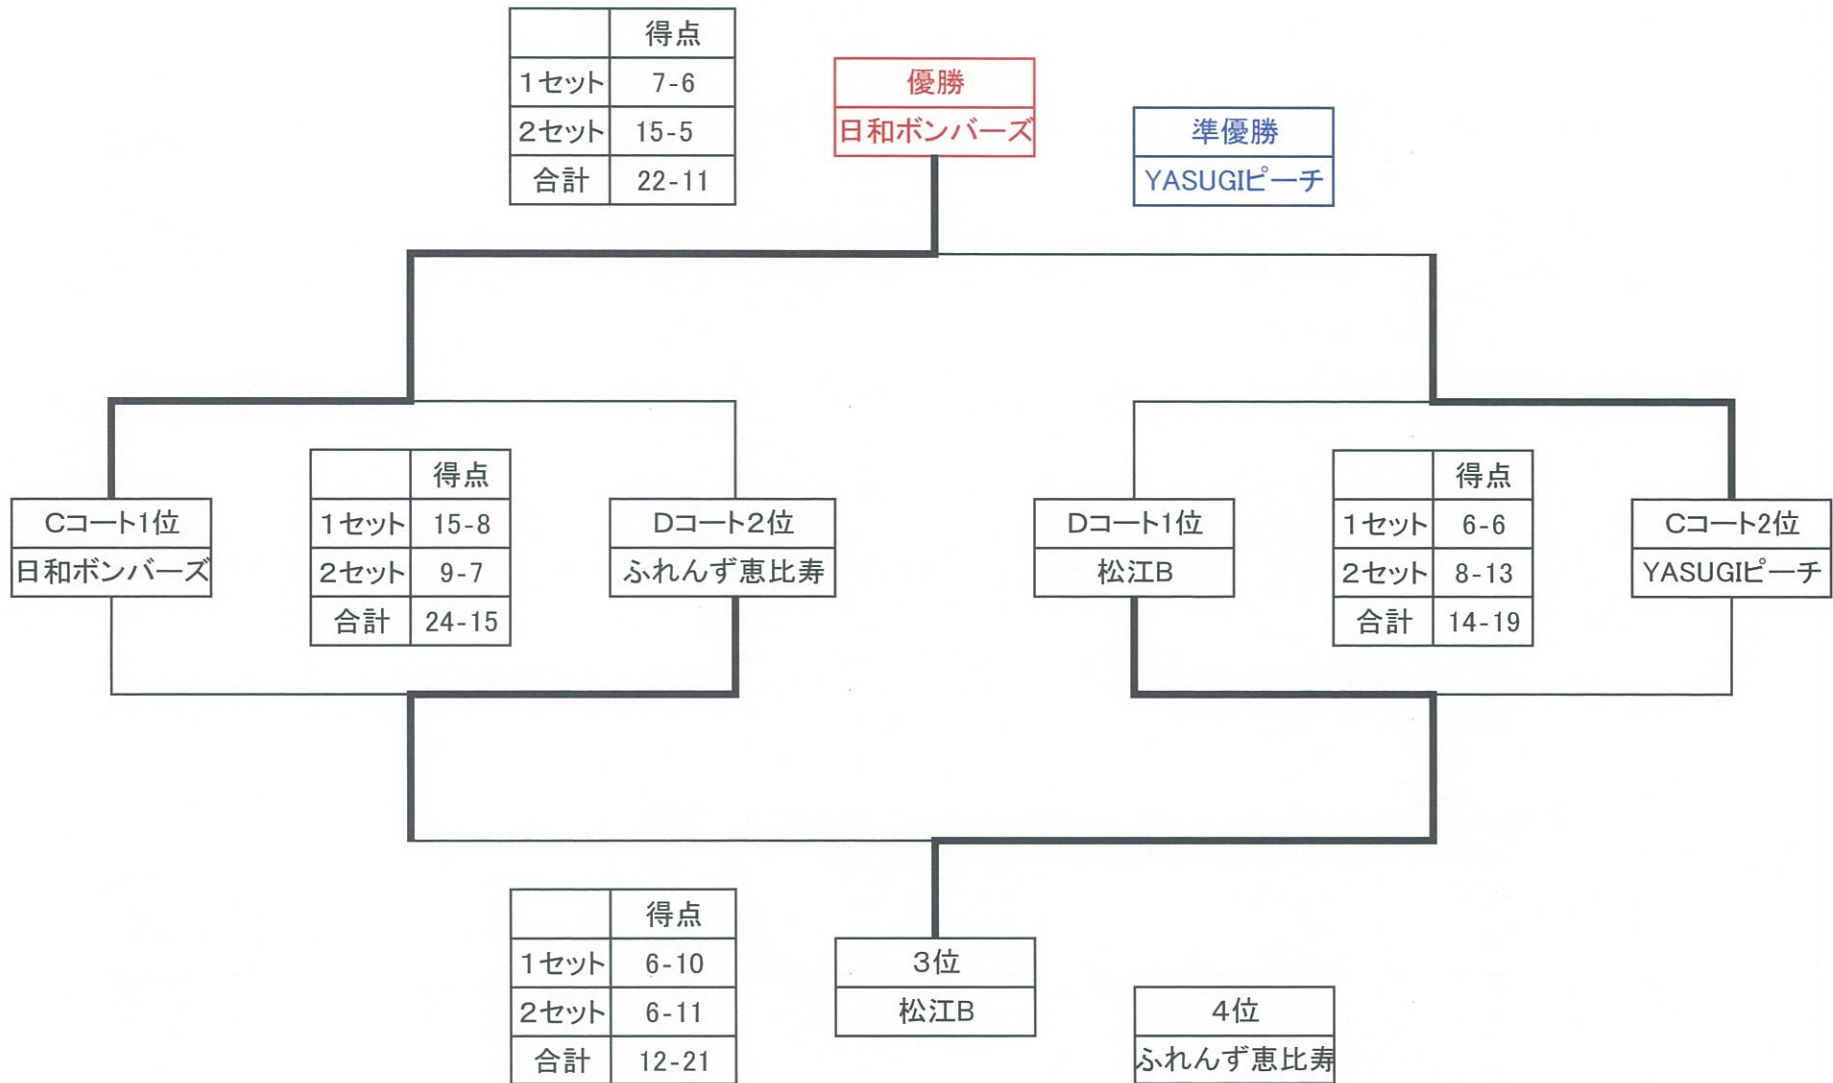 得点
1セット 7-6
2セット 15-5
合計 22-11
優勝
日和ボンバーズ
準優勝
YASUGIピーチ
Cコート1位
日和ボンバーズ
得点
1セット 15-8
2セット 9-7
合計 24-15
Dコート2位
ふれんず恵比寿
Dコート1位
松江B
得点
1セット 6-6
2セット 8-13
合計 14-19
Cコート2位
YASUGIピーチ
得点
1セット 6-10
2セット 6-11
合計 12-21
3位
松江B
4位
ふれんず恵比寿